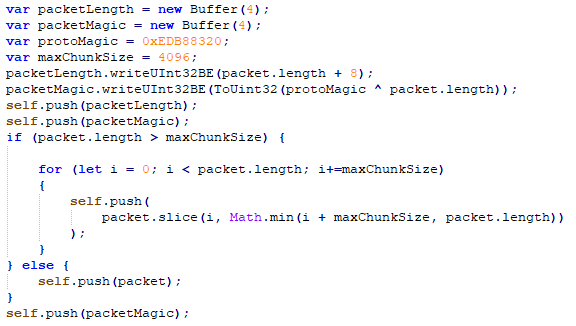 var packetLength = new Buffer(4);
var packetMagic = new Buffer(4);
var protoMagic = 0xEDB88320;
var maxChunkSize = 4096;
packetLength.writeUInt32BE(packet.length + 8);
packetMagic.writeUInt32BE(ToUint32(protoMagic ^ packet.length));
self.push(packetLength);
self.push(packetMagic);
if (packet.length > maxChunkSize) {
for (let i = 0; i < packet.length; i+=maxChunkSize)
{
self.push(
packet.slice(i, Math.min(i + maxChunkSize, packet.length))
);
}
} else {
self.push(packet);
}
self.push(packetMagic);